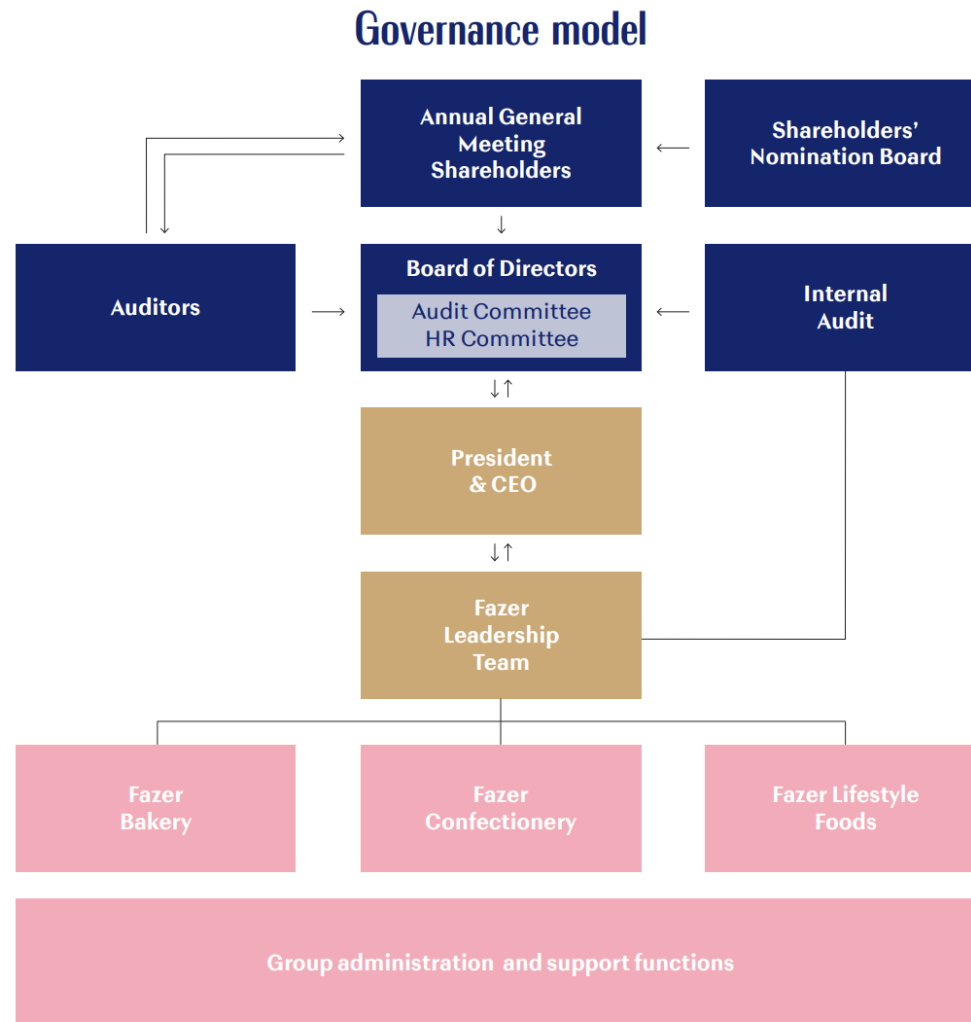 Governance model
Annual General
Meeting
Shareholders
Shareholders’
Nomination Board
Auditors
Board of Directors
Audit Committee
HR Committee
Internal
Audit
President
& CEO
Fazer
Leadership
Team
Fazer
Bakery
Fazer
Confectionery
Fazer Lifestyle
Foods
Group administration and support functions